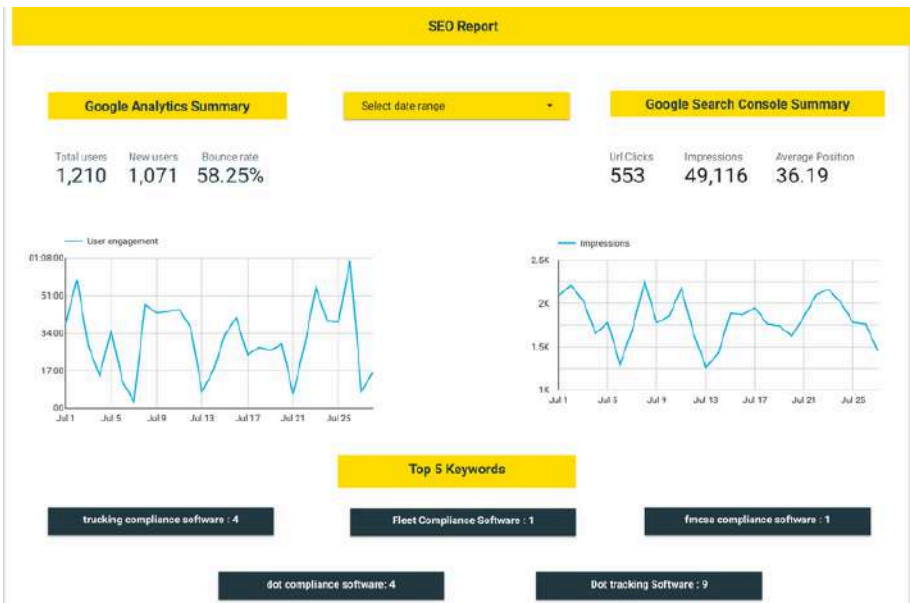 SEO Report
Google Analytics Summary
Select date range
Google Search Console Summary
Total users New users Bounce rate
1,210 1,071 58.25%
Url Clicks Impressions Average Position
553 49,116 36.19
User engagement
01:08:00
51:00
34:00
17:00
00
Jul 1 Jul 5 Jul 9 Jul 13 Jul 17 Jul 21 Jul 25
Impressions
2.5K
2K
1.5K
1K
Jul 1 Jul 5 Jul 9 Jul 13 Jul 17 Jul 21 Jul 25
Top 5 Keywords
trucking compliance software : 4
Fleet Compliance Software : 1
fmcsa compliance software : 1
dot compliance software: 4
Dot tracking Software : 9